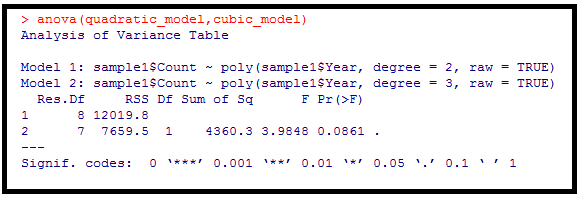 > anova(quadratic_model,cubic_model)
Analysis of Variance Table

Model 1: sample1$Count ~ poly(sample1$Year, degree = 2, raw = TRUE)
Model 2: sample1$Count ~ poly(sample1$Year, degree = 3, raw = TRUE)
  Res.Df     RSS Df Sum of Sq      F Pr(>F)
1      8 12019.8
2      7  7659.5  1    4360.3 3.9848 0.0861 .
---
Signif. codes:  0 ‘***’ 0.001 ‘**’ 0.01 ‘*’ 0.05 ‘.’ 0.1 ‘ ’ 1